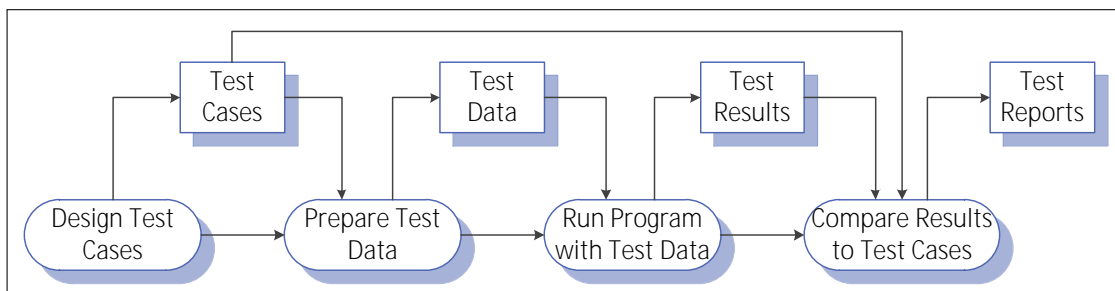 Test
Cases
Test
Data
Test
Results
Test
Reports
Design Test
Cases
Prepare Test
Data
Run Program
with Test Data
Compare Results
to Test Cases